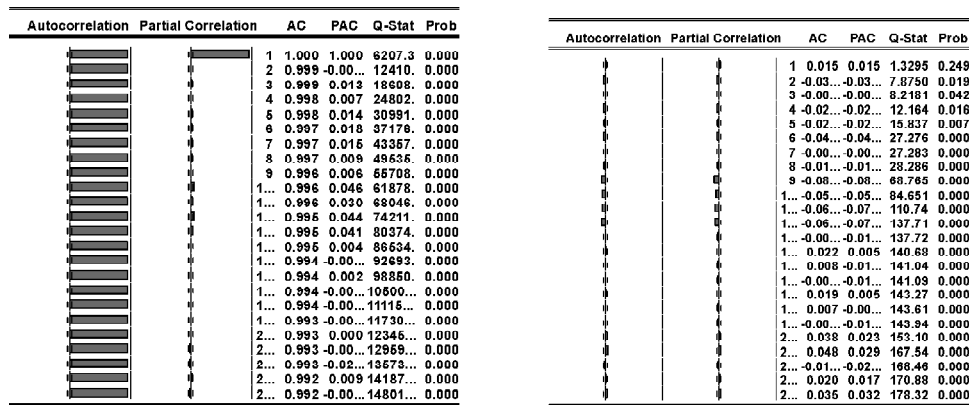 Autocorrelation Partial Correlation AC PAC Q-Stat Prob
1 1.000 1.000 6207.3 0.000
2 0.999 -0.00... 12410. 0.000
3 0.999 0.013 18608. 0.000
4 0.998 0.007 24802. 0.000
5 0.998 0.014 30991. 0.000
6 0.997 0.018 37176. 0.000
7 0.997 0.015 43357. 0.000
8 0.997 0.009 49535. 0.000
9 0.996 0.006 55708. 0.000
1... 0.996 0.046 61878. 0.000
1... 0.996 0.030 68046. 0.000
1... 0.995 0.044 74211. 0.000
1... 0.995 0.041 80374. 0.000
1... 0.995 0.004 86534. 0.000
1... 0.994 -0.00... 92693. 0.000
1... 0.994 0.002 98850. 0.000
1... 0.994 -0.00... 10500... 0.000
1... 0.994 -0.00... 11115... 0.000
1... 0.993 -0.00... 11730... 0.000
2... 0.993 0.000 12345... 0.000
2... 0.993 -0.00... 12959... 0.000
2... 0.993 -0.02... 13573... 0.000
2... 0.992 0.009 14187... 0.000
2... 0.992 -0.00... 14801... 0.000
Autocorrelation Partial Correlation AC PAC Q-Stat Prob
1 0.015 0.015 1.3295 0.249
2 -0.03... -0.03... 7.8750 0.019
3 -0.00... -0.00... 8.2181 0.042
4 -0.02... -0.02... 12.164 0.016
5 -0.02... -0.02... 15.837 0.007
6 -0.04... -0.04... 27.276 0.000
7 -0.00... -0.00... 27.283 0.000
8 -0.01... -0.01... 28.286 0.000
9 -0.08... -0.08... 68.765 0.000
1... -0.05... -0.05... 84.651 0.000
1... -0.06... -0.07... 110.74 0.000
1... -0.06... -0.07... 137.71 0.000
1... -0.00... -0.01... 137.72 0.000
1... 0.022 0.005 140.68 0.000
1... 0.008 -0.01... 141.04 0.000
1... -0.00... -0.01... 141.09 0.000
1... 0.019 0.005 143.27 0.000
1... 0.007 -0.00... 143.61 0.000
1... -0.00... -0.01... 143.94 0.000
2... 0.038 0.023 153.10 0.000
2... 0.048 0.029 167.54 0.000
2... -0.01... -0.02... 168.46 0.000
2... 0.020 0.017 170.88 0.000
2... 0.035 0.032 178.32 0.000